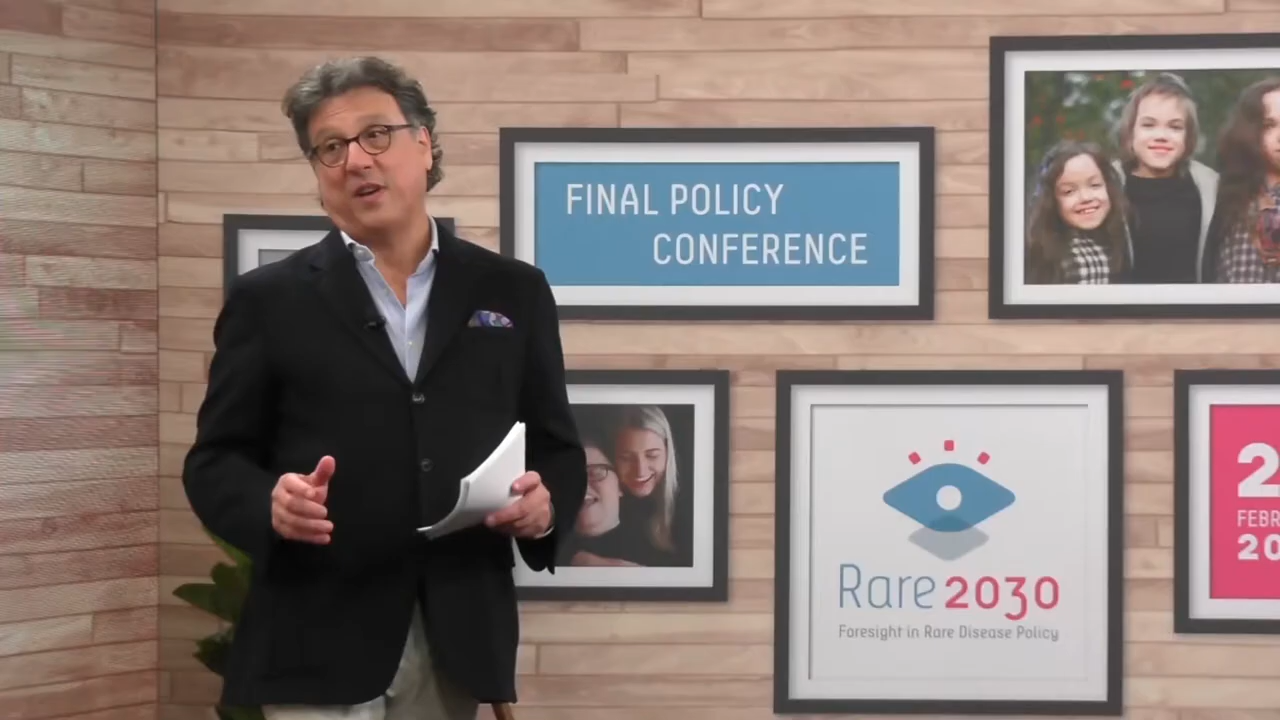 FINAL POLICY
CONFERENCE
Rare 2030
Foresight in Rare Disease Policy